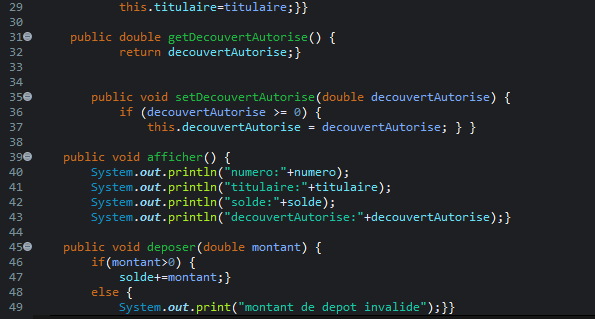 29 this.titulaire=titulaire;}}
30
31 public double getDecouvertAutorise() {
32 return decouvertAutorise;}
33
34
35 public void setDecouvertAutorise(double decouvertAutorise) {
36 if (decouvertAutorise >= 0) {
37 this.decouvertAutorise = decouvertAutorise; } }
38
39 public void afficher() {
40 System.out.println("numero:"+numero);
41 System.out.println("titulaire:"+titulaire);
42 System.out.println("solde:"+solde);
43 System.out.println("decouvertAutorise:"+decouvertAutorise);}
44
45 public void deposer(double montant) {
46 if(montant>0) {
47 solde+=montant;}
48 else {
49 System.out.print("montant de depot invalide");}}